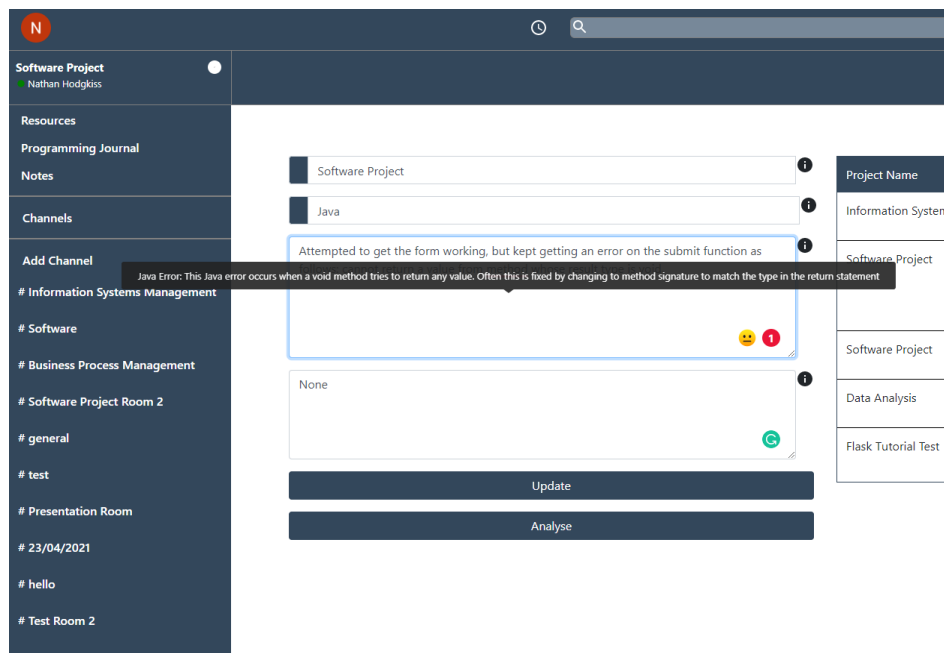 N
Software Project
Nathan Hodgkiss
Resources
Programming Journal
Notes
Channels
Add Channel
# Information Systems Management
# Software
# Business Process Management
# Software Project Room 2
# general
# test
# Presentation Room
# 23/04/2021
# hello
# Test Room 2
Software Project
Java
Attempted to get the form working, but kept getting an error on the submit function as
Java Error: This Java error occurs when a void method tries to return any value. Often this is fixed by changing to method signature to match the type in the return statement
1
None
Update
Analyse
Project Name
Information System
Software Project
Software Project
Data Analysis
Flask Tutorial Test